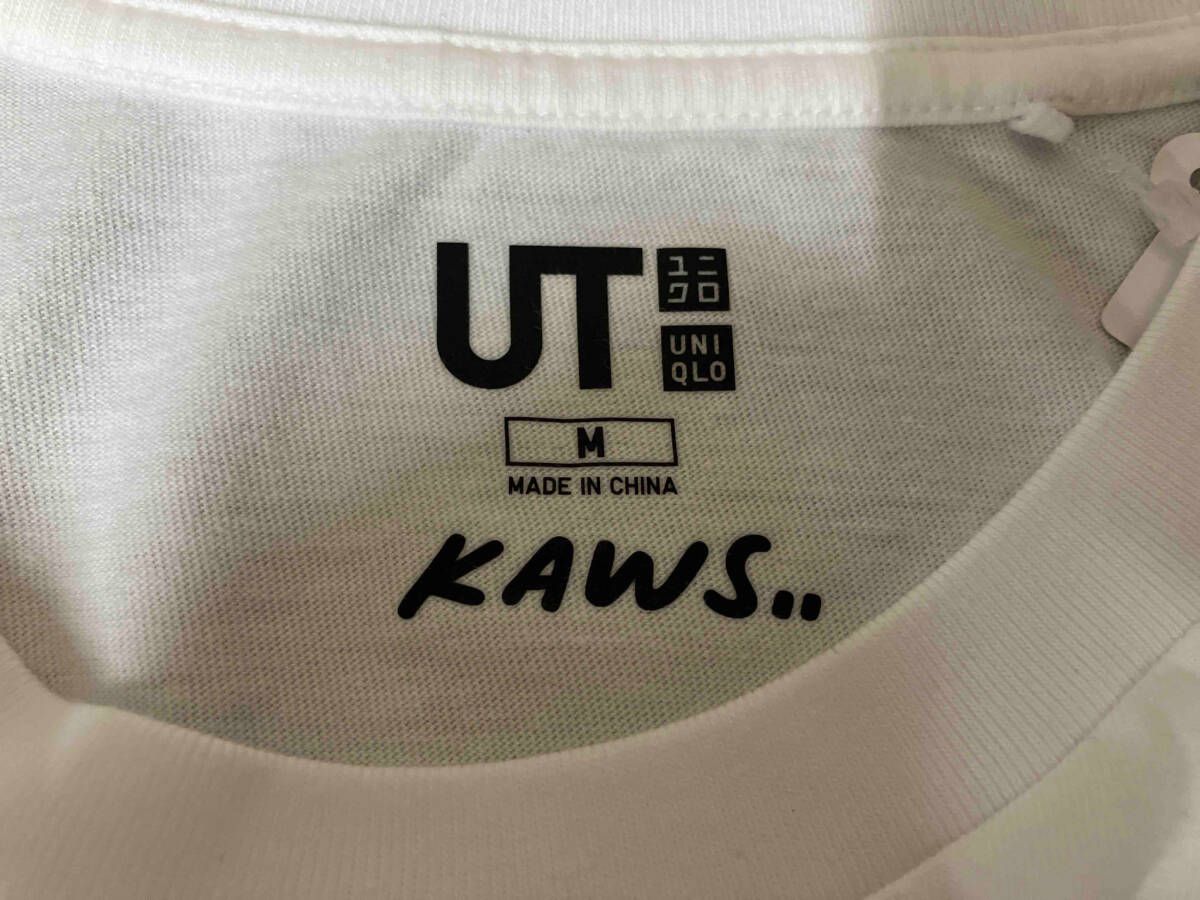 UT
ユニ
クロ
UNI
QLO
M
MADE IN CHINA
KAWS..